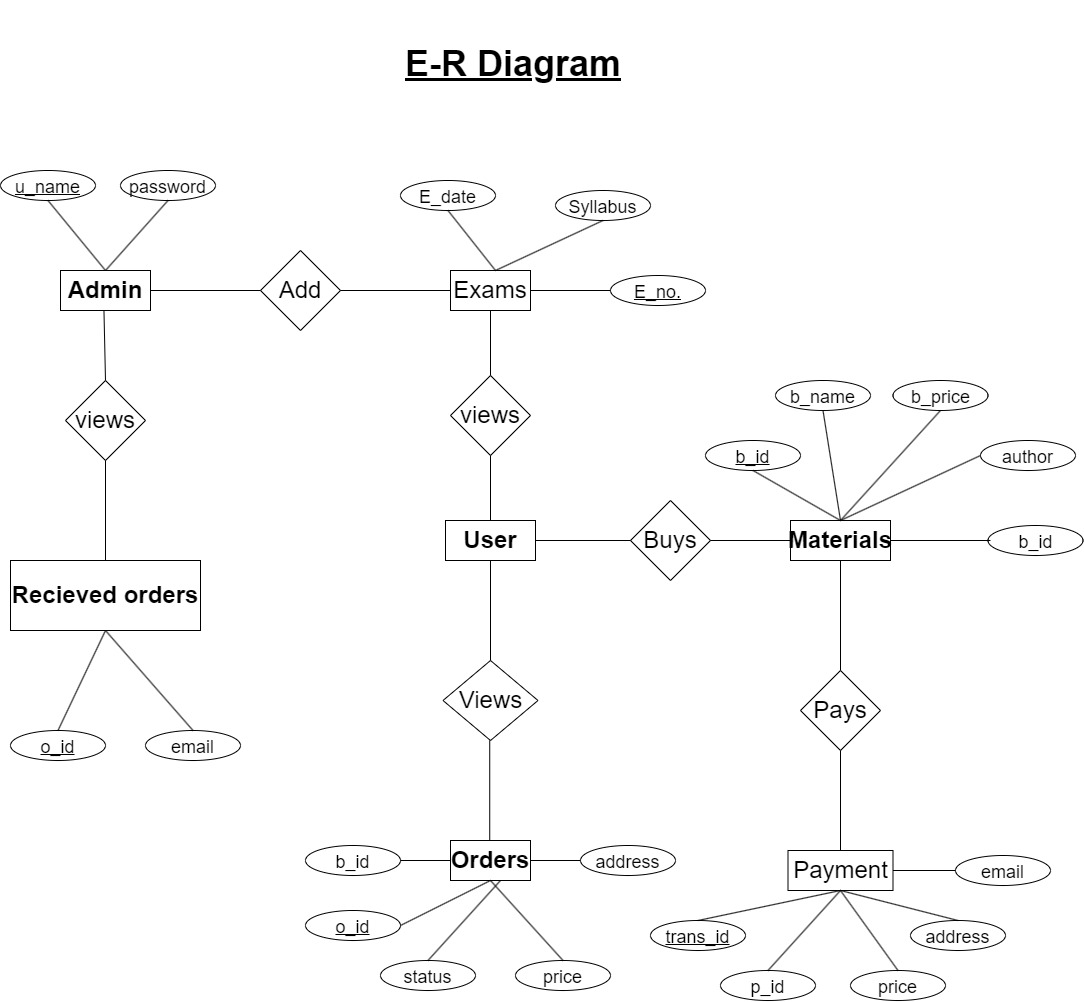 E-R Diagram
u_name
password
E_date
Syllabus
Admin
Add
Exams
E_no.
views
views
b_name
b_price
b_id
author
User
Buys
Materials
b_id
Recieved orders
Views
Pays
o_id
email
b_id
Orders
address
Payment
email
o_id
trans_id
address
status
price
p_id
price